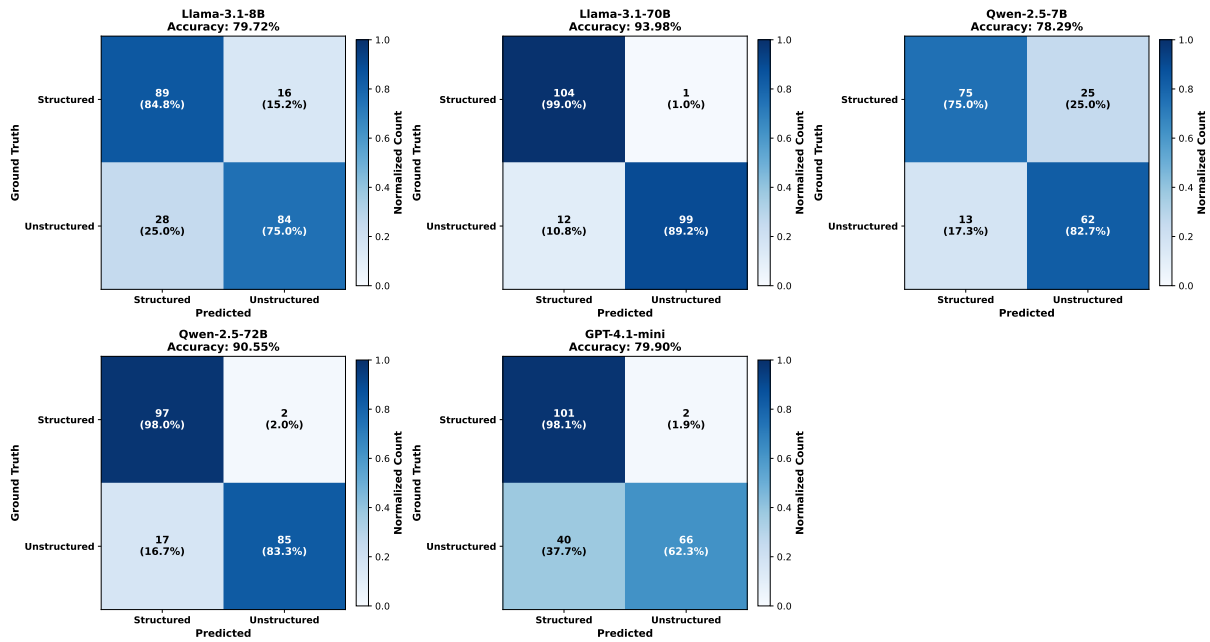 Llama-3.1-8B
Accuracy: 79.72%
Ground Truth
Structured
Unstructured
89
(84.8%)
16
(15.2%)
28
(25.0%)
84
(75.0%)
Structured
Unstructured
Predicted
1.0
0.8
0.6
0.4
0.2
0.0
Normalized Count
Llama-3.1-70B
Accuracy: 93.98%
Ground Truth
104
(99.0%)
1
(1.0%)
12
(10.8%)
99
(89.2%)
Structured
Unstructured
Predicted
1.0
0.8
0.6
0.4
0.2
0.0
Normalized Count
Qwen-2.5-7B
Accuracy: 78.29%
Ground Truth
Structured
Unstructured
75
(75.0%)
25
(25.0%)
13
(17.3%)
62
(82.7%)
Structured
Unstructured
Predicted
1.0
0.8
0.6
0.4
0.2
0.0
Normalized Count
Qwen-2.5-72B
Accuracy: 90.55%
Ground Truth
Structured
Unstructured
97
(98.0%)
2
(2.0%)
17
(16.7%)
85
(83.3%)
Structured
Unstructured
Predicted
1.0
0.8
0.6
0.4
0.2
0.0
Normalized Count
GPT-4.1-mini
Accuracy: 79.90%
Ground Truth
Structured
Unstructured
101
(98.1%)
2
(1.9%)
40
(37.7%)
66
(62.3%)
Structured
Unstructured
Predicted
1.0
0.8
0.6
0.4
0.2
0.0
Normalized Count